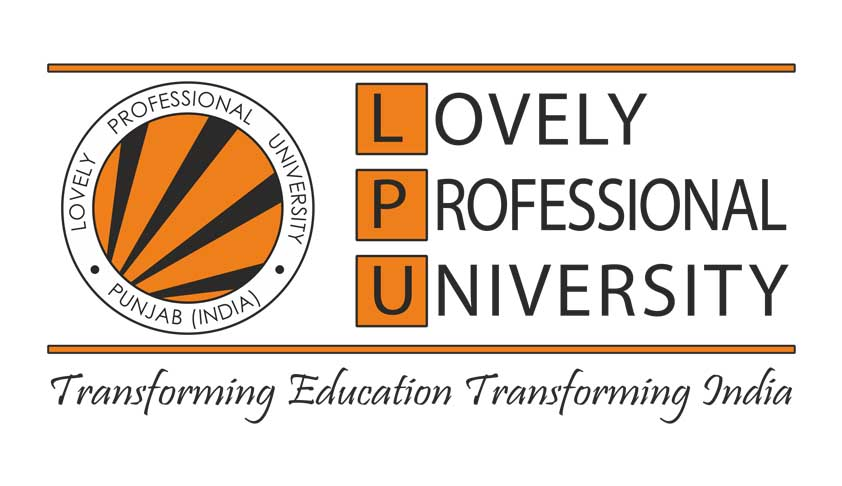 LOVELY PROFESSIONAL UNIVERSITY
PUNJAB (INDIA)
LOVELY
PROFESSIONAL
UNIVERSITY
Transforming Education Transforming India